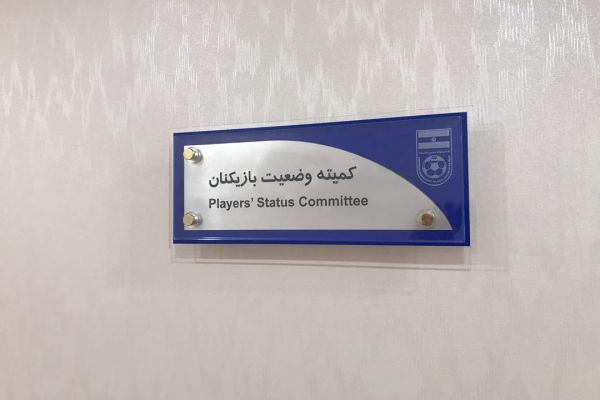 کمیته وضعیت بازیکنان
Players' Status Committee